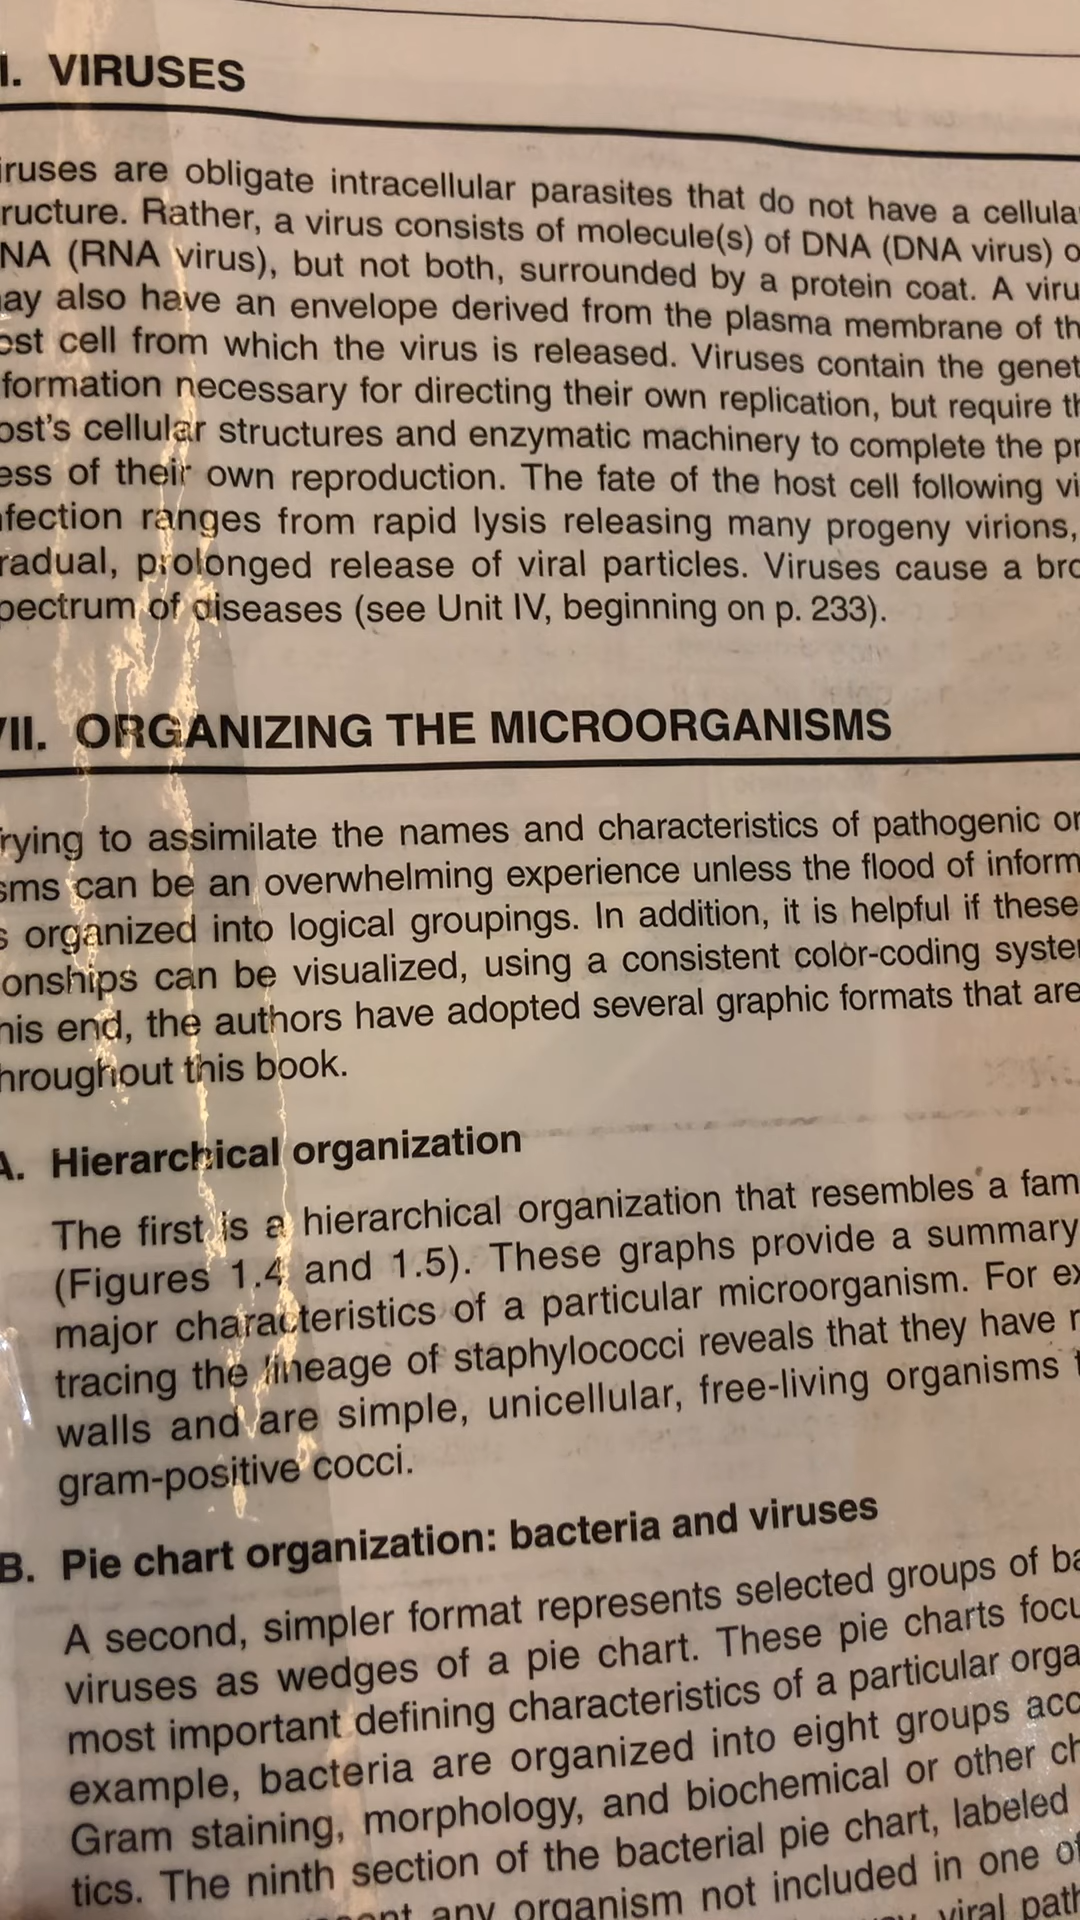 I. VIRUSES
iruses are obligate intracellular parasites that do not have a cellula
ructure. Rather, a virus consists of molecule(s) of DNA (DNA virus) o
NA (RNA virus), but not both, surrounded by a protein coat. A viru
ay also have an envelope derived from the plasma membrane of th
ost cell from which the virus is released. Viruses contain the genet
formation necessary for directing their own replication, but require th
ost's cellular structures and enzymatic machinery to complete the pr
ess of their own reproduction. The fate of the host cell following vi
fection ranges from rapid lysis releasing many progeny virions,
radual, prolonged release of viral particles. Viruses cause a bro
pectrum of diseases (see Unit IV, beginning on p. 233).
VII. ORGANIZING THE MICROORGANISMS
rying to assimilate the names and characteristics of pathogenic or
sms can be an overwhelming experience unless the flood of inform
s organized into logical groupings. In addition, it is helpful if these
onships can be visualized, using a consistent color-coding syste
his end, the authors have adopted several graphic formats that are
hroughout this book.
A. Hierarchical organization
The first is a hierarchical organization that resembles a fam
(Figures 1.4 and 1.5). These graphs provide a summary
major characteristics of a particular microorganism. For ex
tracing the lineage of staphylococci reveals that they have r
walls and are simple, unicellular, free-living organisms t
gram-positive cocci.
B. Pie chart organization: bacteria and viruses
A second, simpler format represents selected groups of ba
viruses as wedges of a pie chart. These pie charts focu
most important defining characteristics of a particular orga
example, bacteria are organized into eight groups acc
Gram staining, morphology, and biochemical or other ch
tics. The ninth section of the bacterial pie chart, labeled
any organism not included in one of
viral path